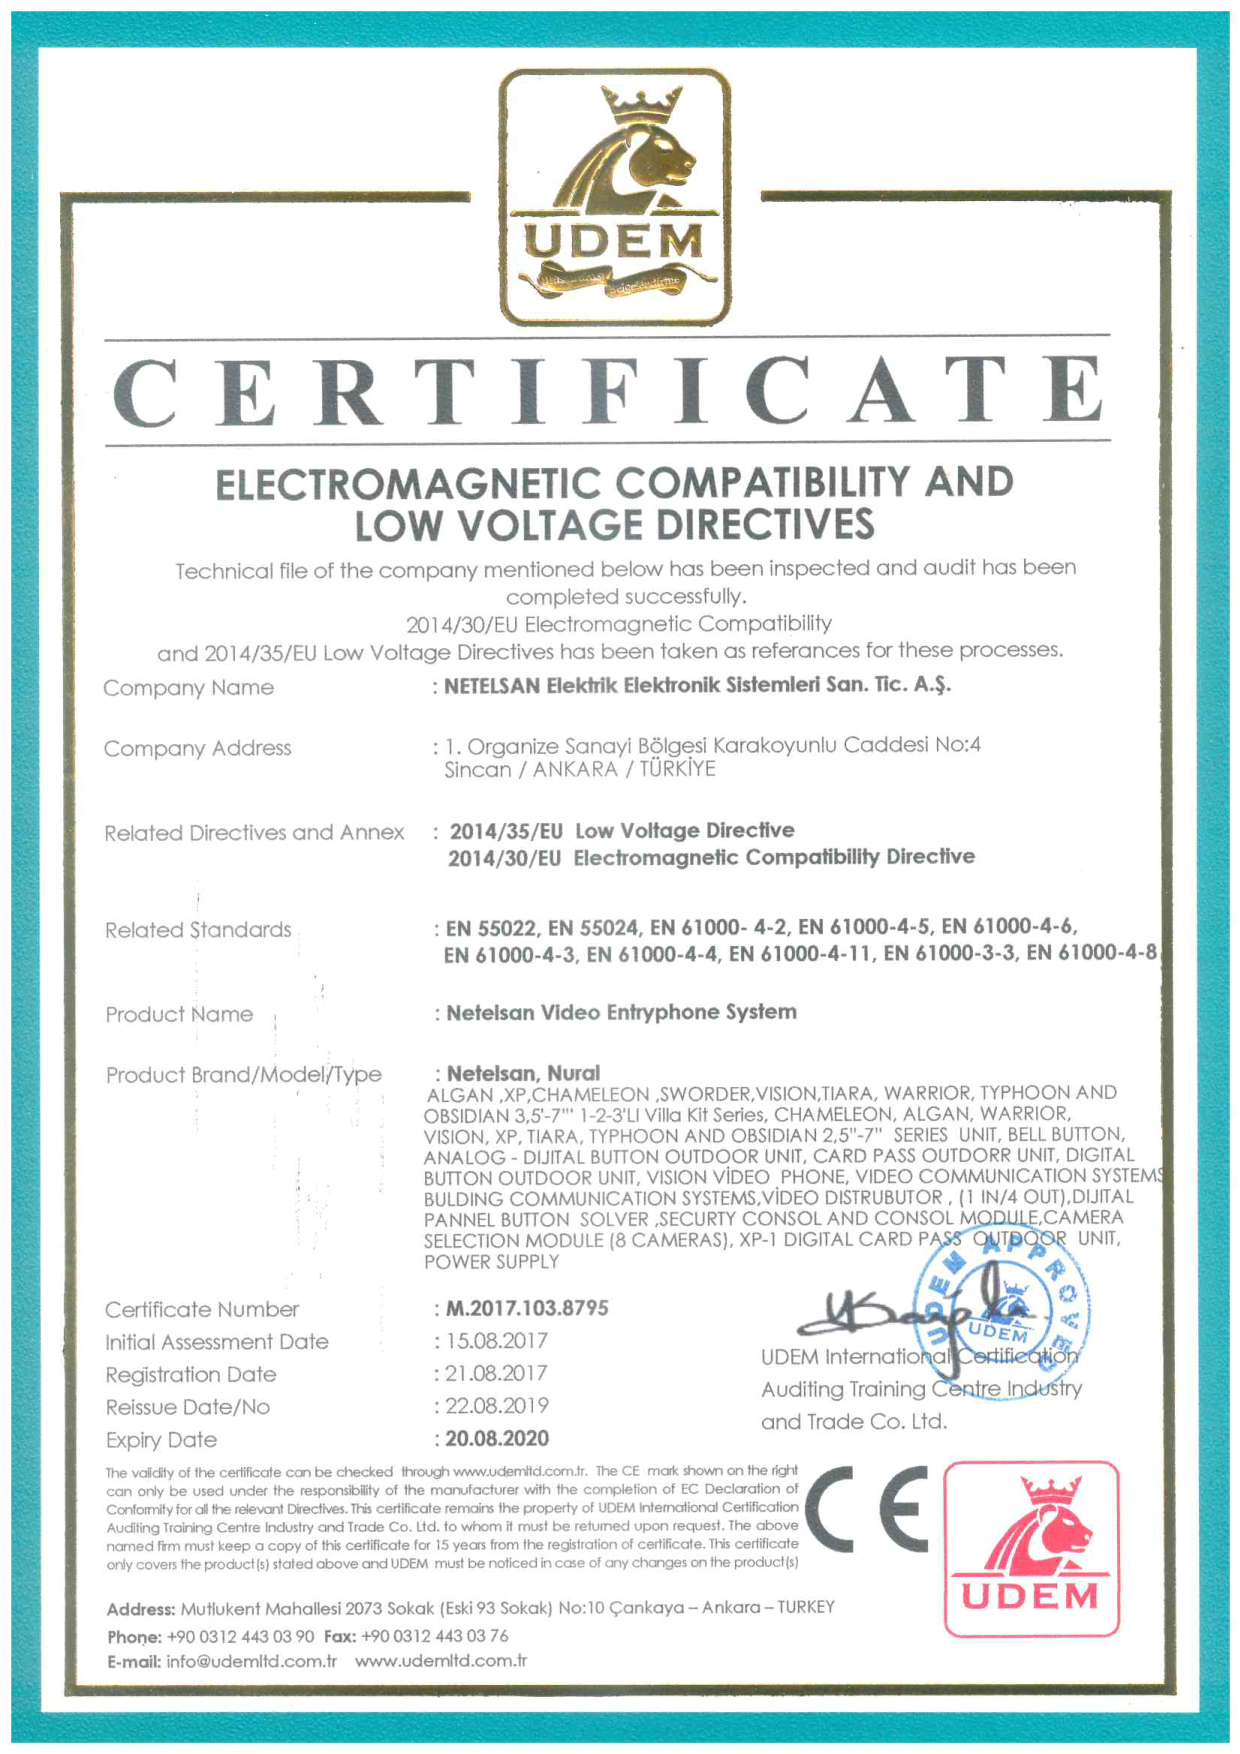 UDEM
CERTIFICATE
ELECTROMAGNETIC COMPATIBILITY AND
LOW VOLTAGE DIRECTIVES
Technical file of the company mentioned below has been inspected and audit has been
completed successfully.
2014/30/EU Electromagnetic Compatibility
and 2014/35/EU Low Voltage Directives has been taken as referances for these processes.
Company Name : NETELSAN Elektrik Elektronik Sistemleri San. Tic. A.Ş.
Company Address : 1. Organize Sanayi Bölgesi Karakoyunlu Caddesi No:4
Sincan / ANKARA / TÜRKİYE
Related Directives and Annex : 2014/35/EU Low Voltage Directive
2014/30/EU Electromagnetic Compatibility Directive
Related Standards : EN 55022, EN 55024, EN 61000- 4-2, EN 61000-4-5, EN 61000-4-6,
EN 61000-4-3, EN 61000-4-4, EN 61000-4-11, EN 61000-3-3, EN 61000-4-8
Product Name : Netelsan Video Entryphone System
Product Brand/Model/Type : Netelsan, Nural
ALGAN ,XP,CHAMELEON ,SWORDER,VISION,TIARA, WARRIOR, TYPHOON AND
OBSIDIAN 3,5'-7"' 1-2-3'LI Villa Kit Series, CHAMELEON, ALGAN, WARRIOR,
VISION, XP, TIARA, TYPHOON AND OBSIDIAN 2,5"-7" SERIES UNIT, BELL BUTTON,
ANALOG - DIJITAL BUTTON OUTDOOR UNIT, CARD PASS OUTDORR UNIT, DIGITAL
BUTTON OUTDOOR UNIT, VISION VİDEO PHONE, VIDEO COMMUNICATION SYSTEMS
BULDING COMMUNICATION SYSTEMS,VİDEO DISTRUBUTOR , (1 IN/4 OUT),DIJITAL
PANNEL BUTTON SOLVER ,SECURTY CONSOL AND CONSOL MODULE,CAMERA
SELECTION MODULE (8 CAMERAS), XP-1 DIGITAL CARD PASS OUTDOOR UNIT,
POWER SUPPLY
Certificate Number : M.2017.103.8795
Initial Assessment Date : 15.08.2017
Registration Date : 21.08.2017
Reissue Date/No : 22.08.2019
Expiry Date : 20.08.2020
UDEM APPROVED
UDEM
UDEM International Certification
Auditing Training Centre Industry
and Trade Co. Ltd.
The validity of the certificate can be checked through www.udemltd.com.tr. The CE mark shown on the right
can only be used under the responsibility of the manufacturer with the completion of EC Declaration of
Conformity for all the relevant Directives. This certificate remains the property of UDEM International Certification
Auditing Training Centre Industry and Trade Co. Ltd. to whom it must be returned upon request. The above
named firm must keep a copy of this certificate for 15 years from the registration of certificate. This certificate
only covers the product(s) stated above and UDEM must be noticed in case of any changes on the product(s)
CE
UDEM
Address: Mutlukent Mahallesi 2073 Sokak (Eski 93 Sokak) No:10 Çankaya – Ankara – TURKEY
Phone: +90 0312 443 03 90 Fax: +90 0312 443 03 76
E-mail: info@udemltd.com.tr www.udemltd.com.tr